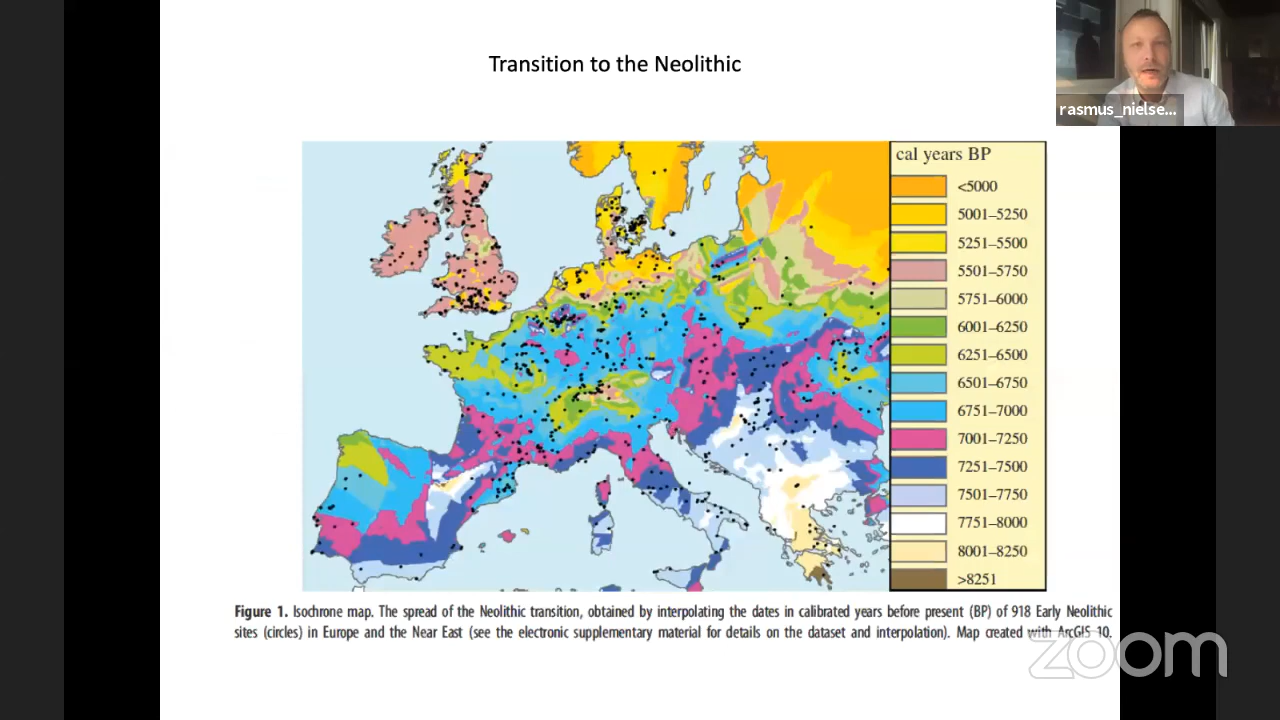 Transition to the Neolithic
rasmus_nielse...
cal years BP
<5000
5001–5250
5251–5500
5501–5750
5751–6000
6001–6250
6251–6500
6501–6750
6751–7000
7001–7250
7251–7500
7501–7750
7751–8000
8001–8250
>8251
Figure 1. Isochrone map. The spread of the Neolithic transition, obtained by interpolating the dates in calibrated years before present (BP) of 918 Early Neolithic
sites (circles) in Europe and the Near East (see the electronic supplementary material for details on the dataset and interpolation). Map created with ArcGIS 10.
zoom